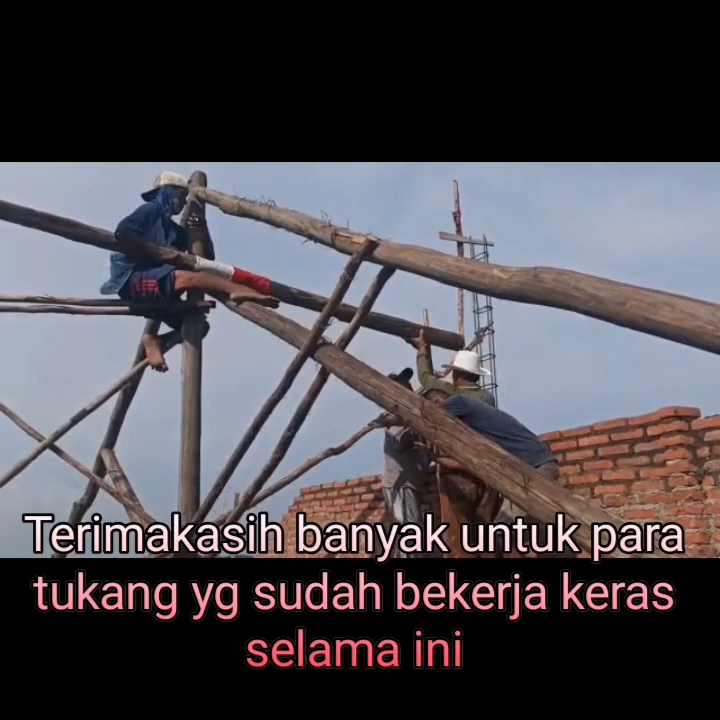 Terimakasih banyak untuk para
tukang yg sudah bekerja keras
selama ini